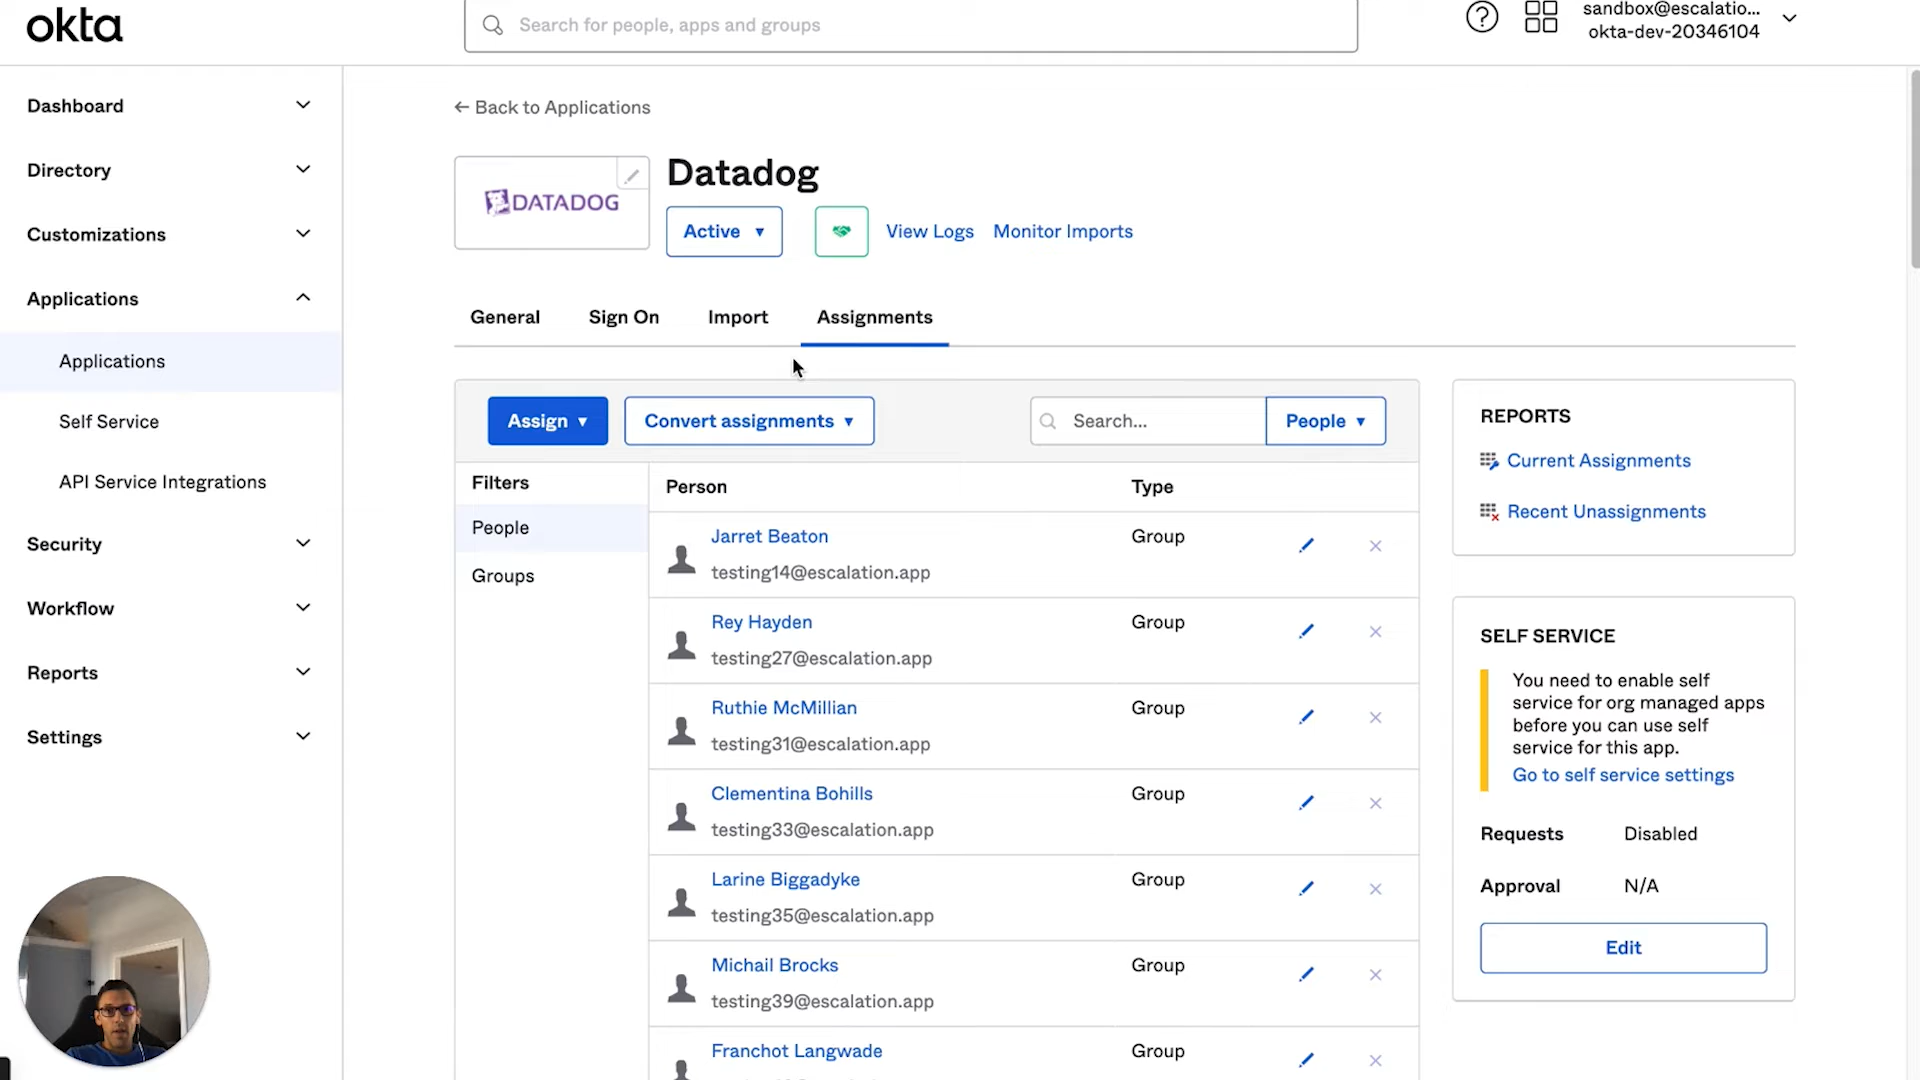 okta
Search for people, apps and groups
sandbox@escalatio...
okta-dev-20346104
Dashboard
Directory
Customizations
Applications
Applications
Self Service
API Service Integrations
Security
Workflow
Reports
Settings
← Back to Applications
DATADOG
Datadog
Active
View Logs
Monitor Imports
General
Sign On
Import
Assignments
Assign
Convert assignments
Search...
People
Filters
People
Groups
Person
Type
Jarret Beaton
Group
testing14@escalation.app
Rey Hayden
Group
testing27@escalation.app
Ruthie McMillian
Group
testing31@escalation.app
Clementina Bohills
Group
testing33@escalation.app
Larine Biggadyke
Group
testing35@escalation.app
Michail Brocks
Group
testing39@escalation.app
Franchot Langwade
Group
REPORTS
Current Assignments
Recent Unassignments
SELF SERVICE
You need to enable self
service for org managed apps
before you can use self
service for this app.
Go to self service settings
Requests
Disabled
Approval
N/A
Edit